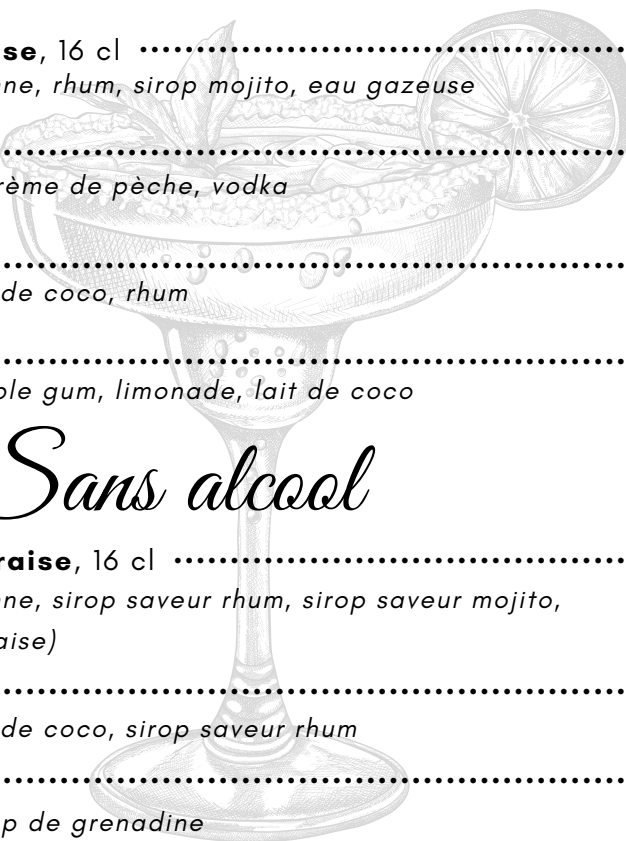 se, 16 cl
ne, rhum, sirop mojito, eau gazeuse
rème de pèche, vodka
de coco, rhum
ble gum, limonade, lait de coco
Sans alcool
raise, 16 cl
ne, sirop saveur rhum, sirop saveur mojito,
aise)
de coco, sirop saveur rhum
p de grenadine